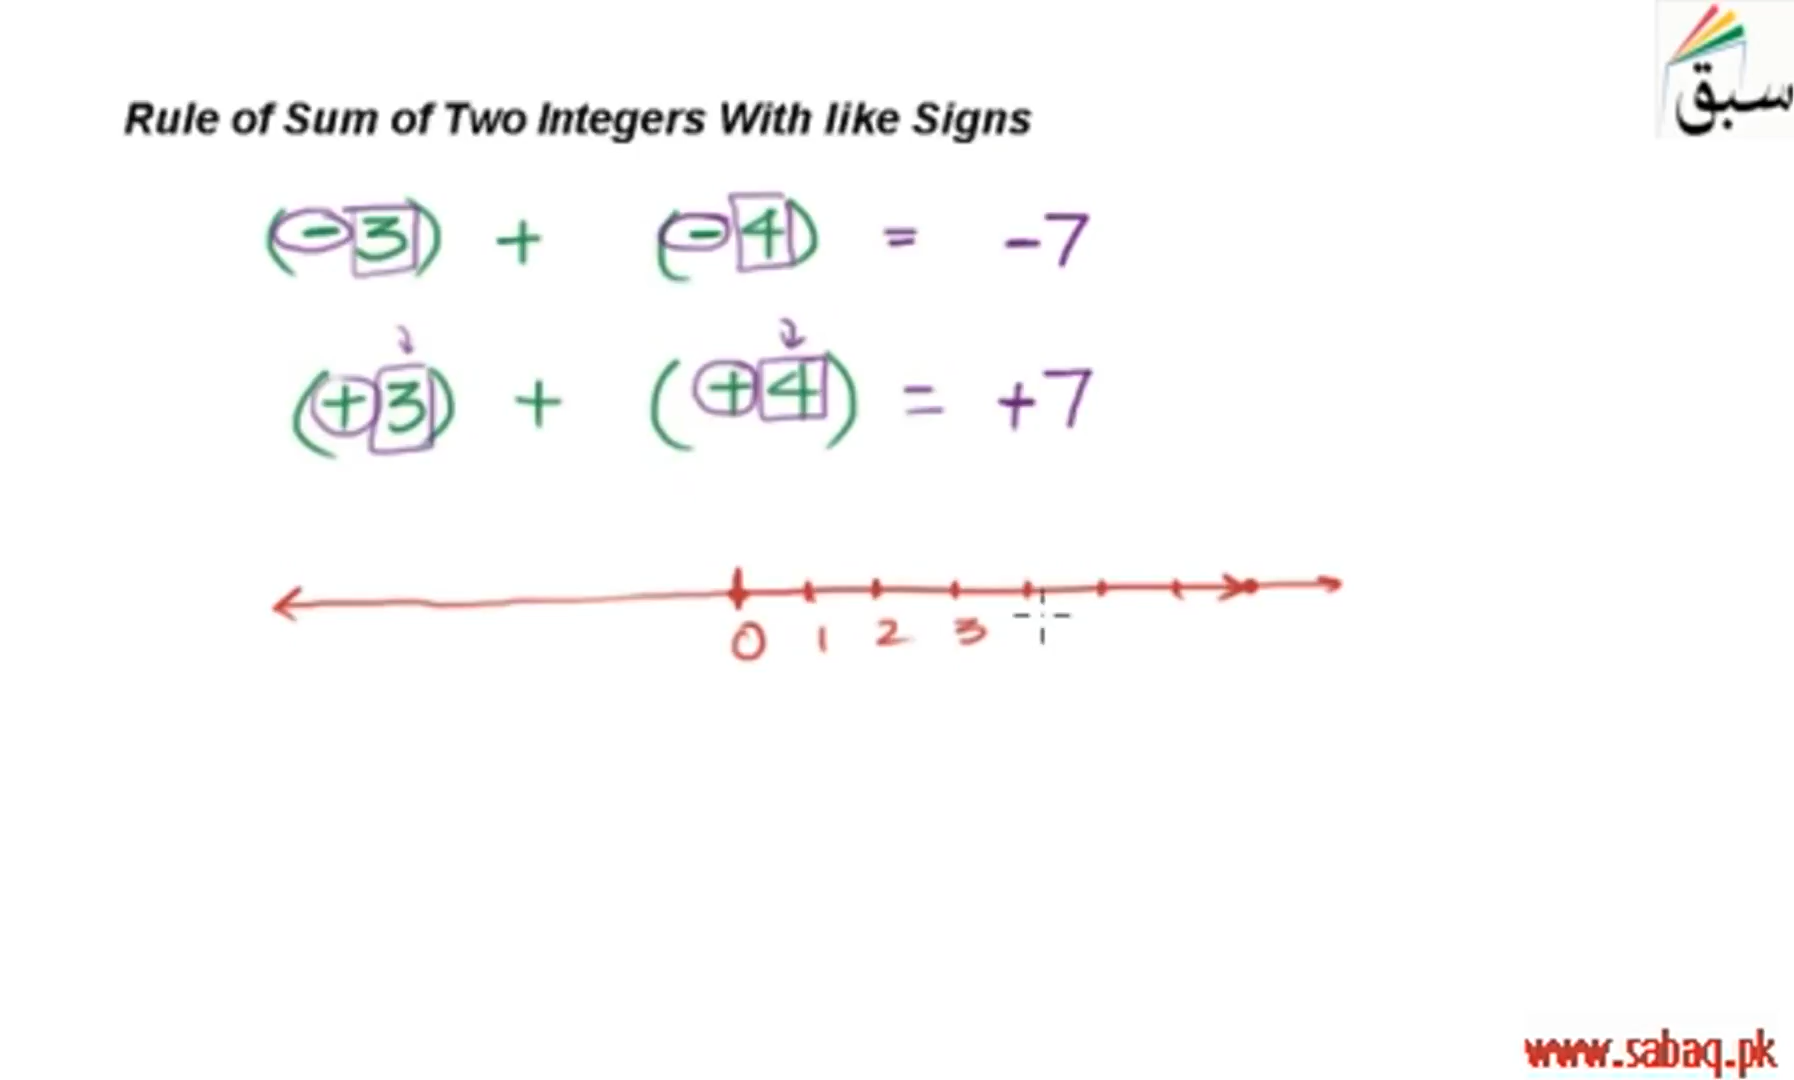 سبق
Rule of Sum of Two Integers With like Signs
(-3) + (-4) = -7
(+3) + (+4) = +7
0 1 2 3
www.sabaq.pk